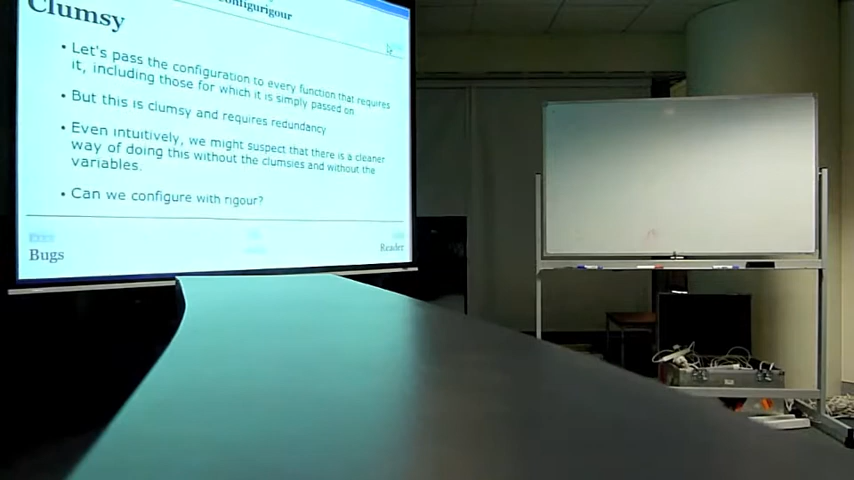 Configurigour
Clumsy
• Let's pass the configuration to every function that requires
it, including those for which it is simply passed on
• But this is clumsy and requires redundancy
• Even intuitively, we might suspect that there is a cleaner
way of doing this without the clumsies and without the
variables.
• Can we configure with rigour?
Bugs
Reader